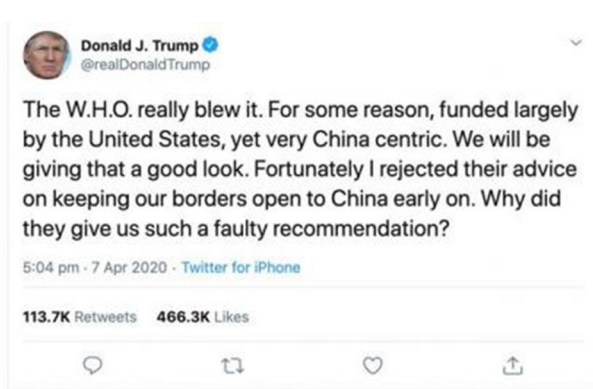 Donald J. Trump
@realDonaldTrump
The W.H.O. really blew it. For some reason, funded largely
by the United States, yet very China centric. We will be
giving that a good look. Fortunately I rejected their advice
on keeping our borders open to China early on. Why did
they give us such a faulty recommendation?
5:04 pm · 7 Apr 2020 · Twitter for iPhone
113.7K Retweets 466.3K Likes